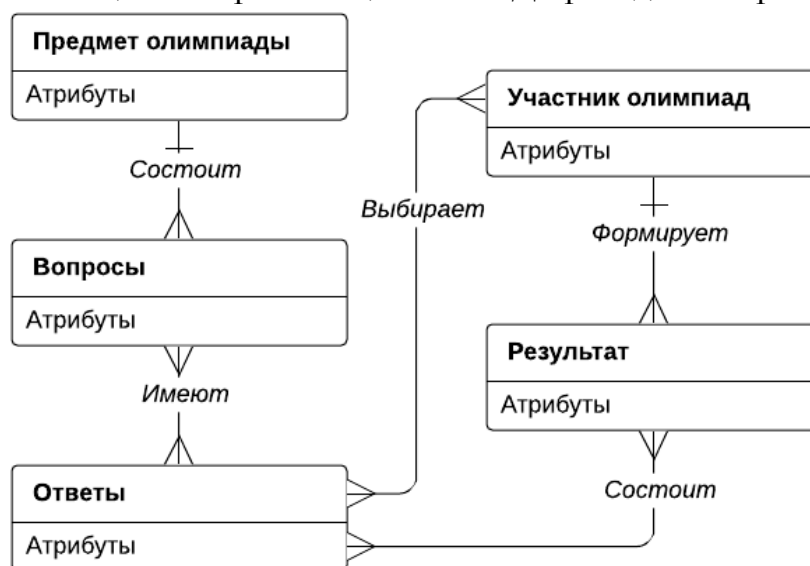 Предмет олимпиады
Атрибуты
Состоит
Вопросы
Атрибуты
Имеют
Ответы
Атрибуты
Выбирает
Участник олимпиад
Атрибуты
Формирует
Результат
Атрибуты
Состоит